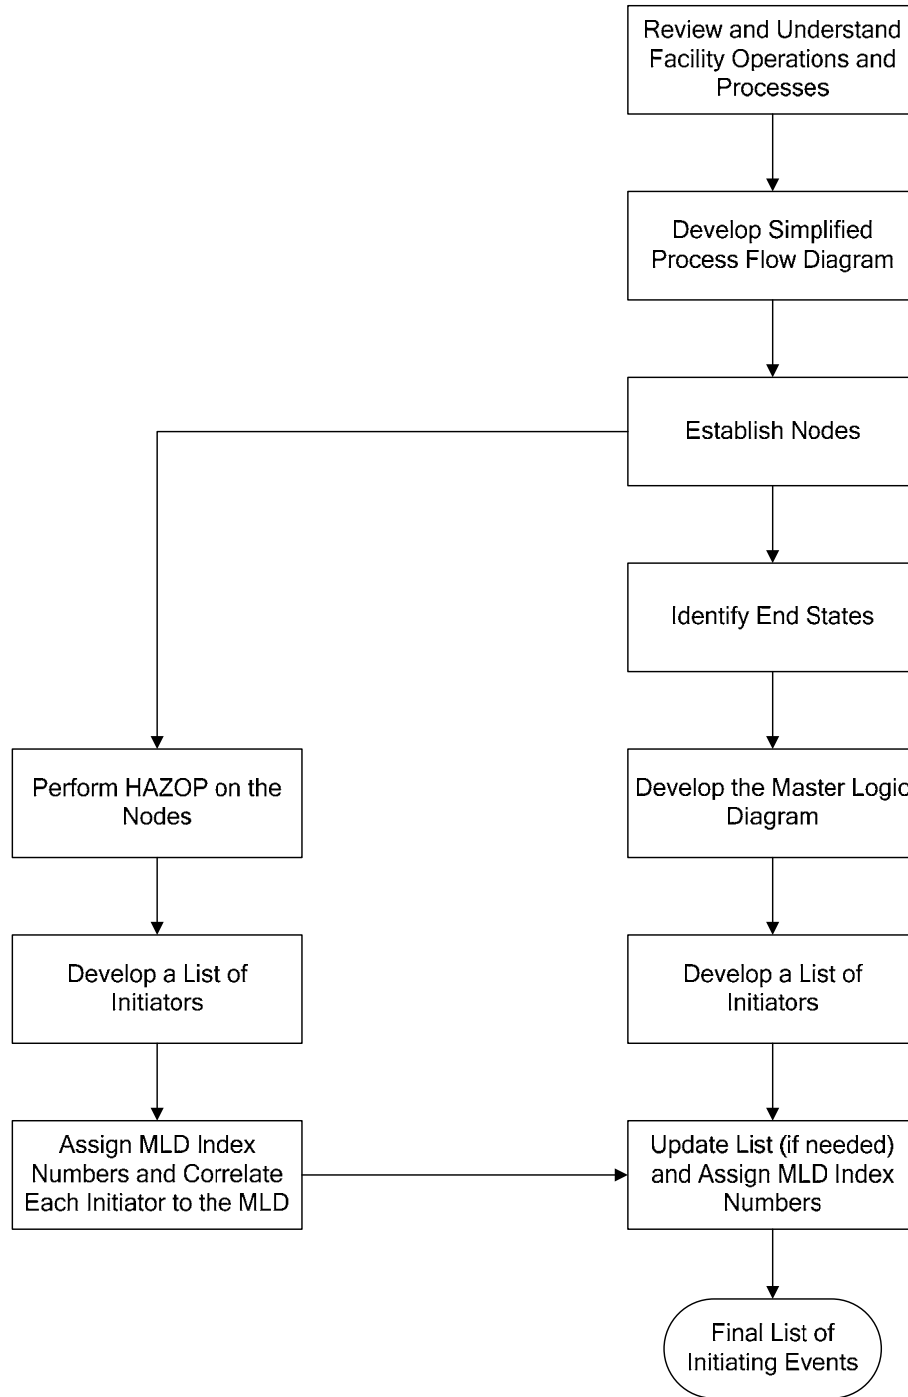 Review and Understand
Facility Operations and
Processes
Develop Simplified
Process Flow Diagram
Establish Nodes
Identify End States
Perform HAZOP on the
Nodes
Develop the Master Logic
Diagram
Develop a List of
Initiators
Develop a List of
Initiators
Assign MLD Index
Numbers and Correlate
Each Initiator to the MLD
Update List (if needed)
and Assign MLD Index
Numbers
Final List of
Initiating Events